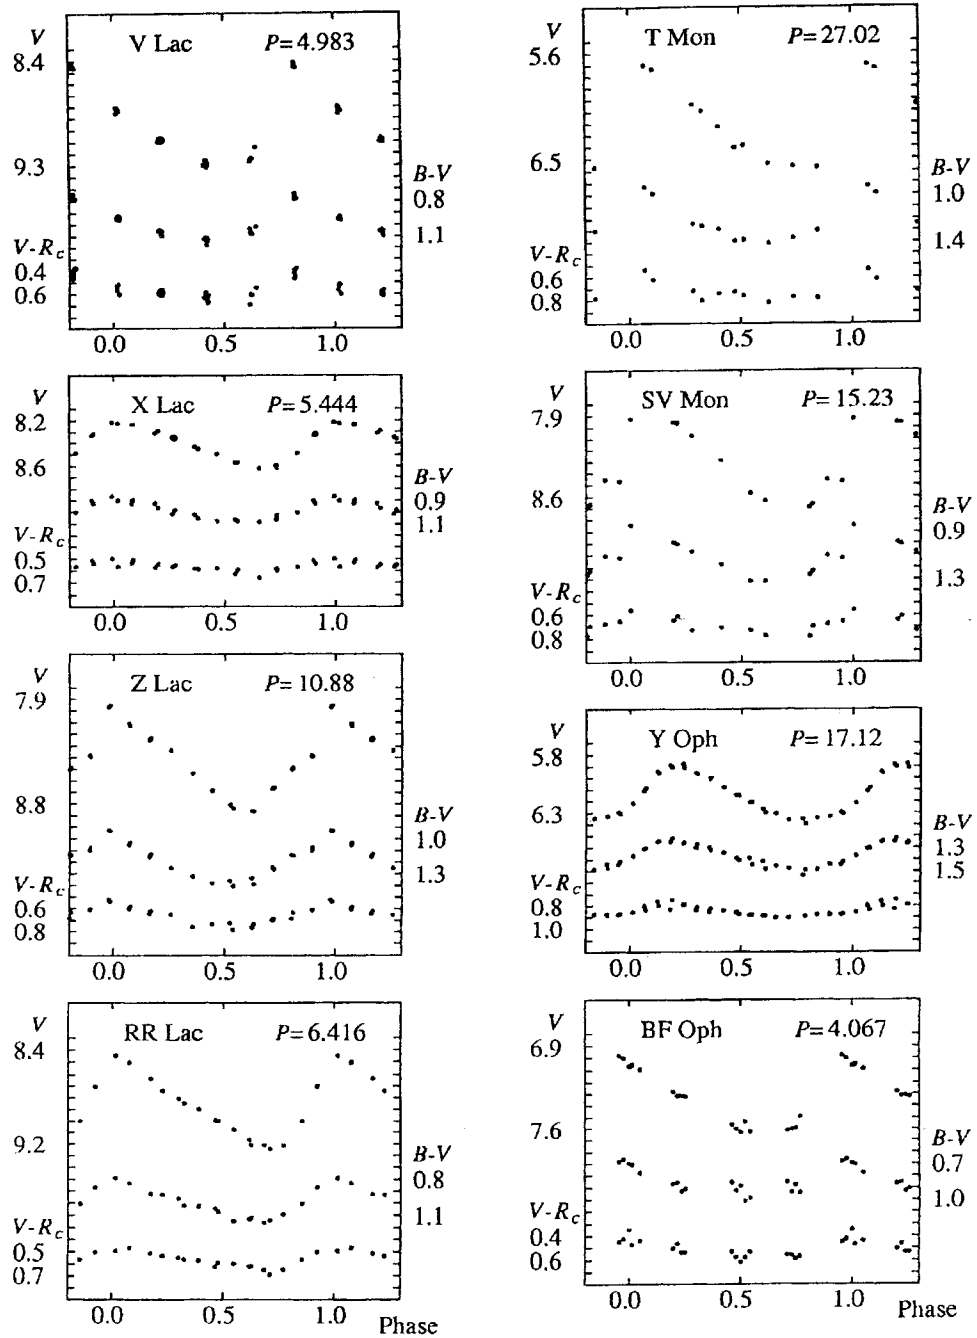 V
V Lac P=4.983
8.4
9.3
B-V
0.8
1.1
V-Rc
0.4
0.6
0.0 0.5 1.0
V
X Lac P=5.444
8.2
8.6
B-V
0.9
1.1
V-Rc
0.5
0.7
0.0 0.5 1.0
V
Z Lac P=10.88
7.9
8.8
B-V
1.0
1.3
V-Rc
0.6
0.8
0.0 0.5 1.0
V
RR Lac P=6.416
8.4
9.2
B-V
0.8
1.1
V-Rc
0.5
0.7
0.0 0.5 1.0
Phase
V
T Mon P=27.02
5.6
6.5
B-V
1.0
1.4
V-Rc
0.6
0.8
0.0 0.5 1.0
V
SV Mon P=15.23
7.9
8.6
B-V
0.9
1.3
V-Rc
0.6
0.8
0.0 0.5 1.0
V
Y Oph P=17.12
5.8
6.3
B-V
1.3
1.5
V-Rc
0.8
1.0
0.0 0.5 1.0
V
BF Oph P=4.067
6.9
7.6
B-V
0.7
1.0
V-Rc
0.4
0.6
0.0 0.5 1.0
Phase